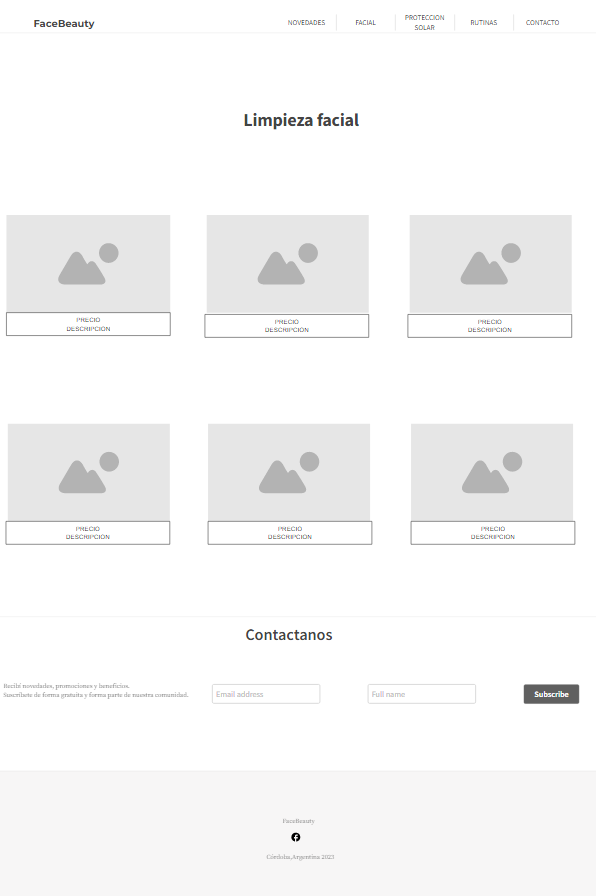 FaceBeauty
NOVEDADES
FACIAL
PROTECCION
SOLAR
RUTINAS
CONTACTO
Limpieza facial
PRECIO
DESCRIPCION
PRECIO
DESCRIPCION
PRECIO
DESCRIPCION
PRECIO
DESCRIPCION
PRECIO
DESCRIPCION
PRECIO
DESCRIPCION
Contactanos
Recibí novedades, promociones y beneficios.
Suscribete de forma gratuita y forma parte de nuestra comunidad.
Email address
Full name
Subscribe
FaceBeauty
Córdoba,Argentina 2023